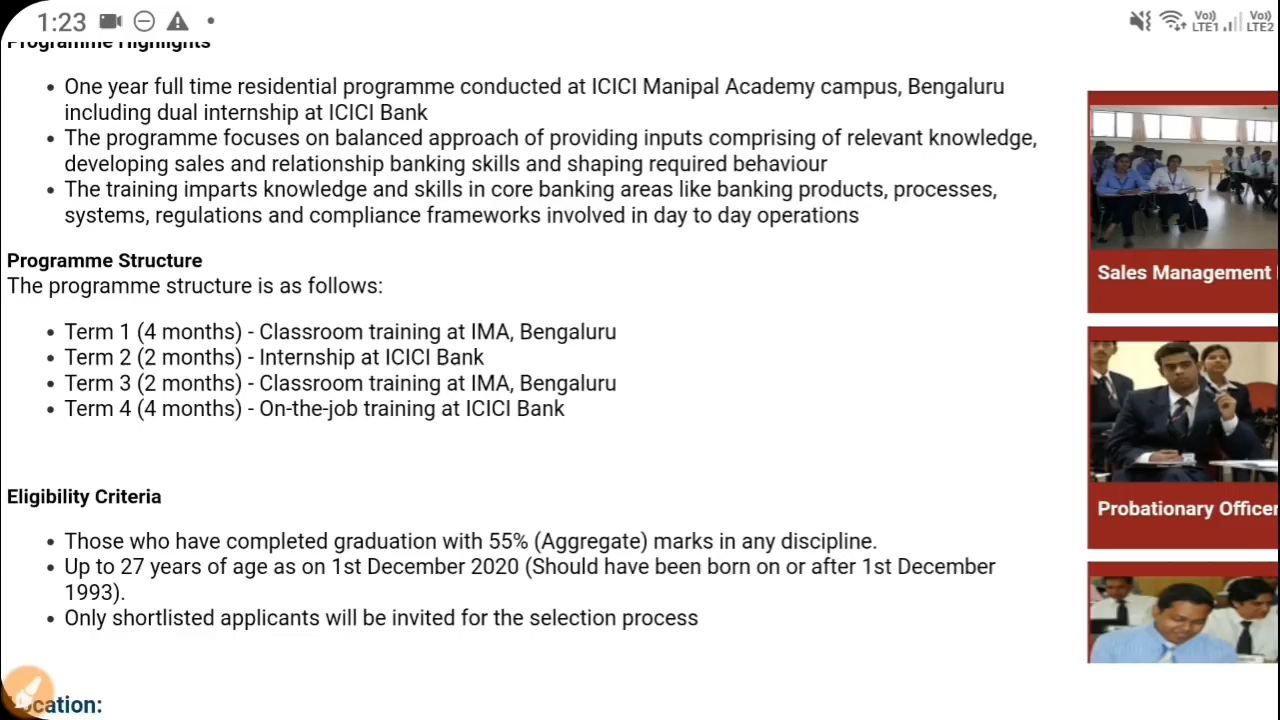 1:23
Vo)) LTE1 Vo)) LTE2
Programme Highlights
One year full time residential programme conducted at ICICI Manipal Academy campus, Bengaluru
including dual internship at ICICI Bank
The programme focuses on balanced approach of providing inputs comprising of relevant knowledge,
developing sales and relationship banking skills and shaping required behaviour
The training imparts knowledge and skills in core banking areas like banking products, processes,
systems, regulations and compliance frameworks involved in day to day operations
Programme Structure
The programme structure is as follows:
Term 1 (4 months) - Classroom training at IMA, Bengaluru
Term 2 (2 months) - Internship at ICICI Bank
Term 3 (2 months) - Classroom training at IMA, Bengaluru
Term 4 (4 months) - On-the-job training at ICICI Bank
Eligibility Criteria
Those who have completed graduation with 55% (Aggregate) marks in any discipline.
Up to 27 years of age as on 1st December 2020 (Should have been born on or after 1st December
1993).
Only shortlisted applicants will be invited for the selection process
cation:
Sales Management
Probationary Officer